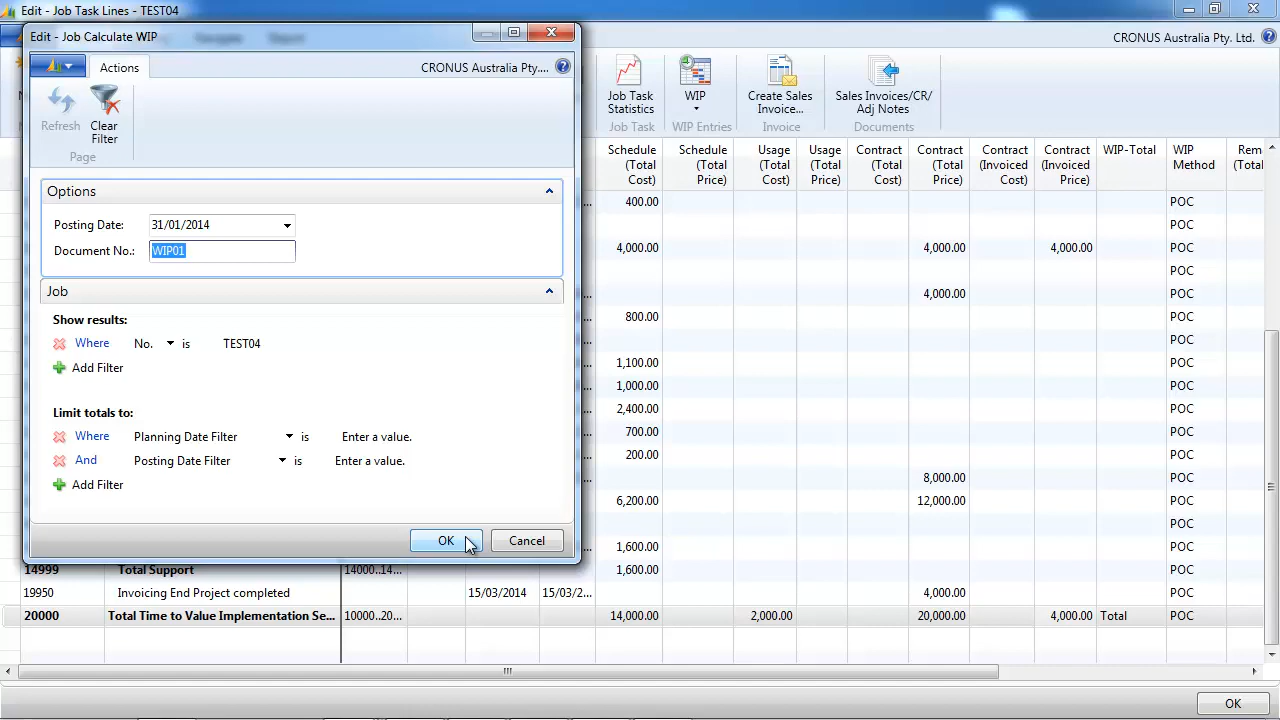 Edit - Job Task Lines - TEST04
Edit - Job Calculate WIP
CRONUS Australia Pty. Ltd.
Actions
CRONUS Australia Pty....
Refresh
Clear Filter
Page
Job Task Statistics
Job Task
WIP
WIP Entries
Create Sales Invoice...
Invoice
Sales Invoices/CR/ Adj Notes
Documents
Options
Posting Date: 31/01/2014
Document No.: WIP01
Job
Show results:
Where No. is TEST04
Add Filter
Limit totals to:
Where Planning Date Filter is Enter a value.
And Posting Date Filter is Enter a value.
Add Filter
OK
Cancel
Schedule (Total Cost) Schedule (Total Price) Usage (Total Cost) Usage (Total Price) Contract (Total Cost) Contract (Total Price) Contract (Invoiced Cost) Contract (Invoiced Price) WIP-Total WIP Method Rem (Total
... 400.00 POC
POC
4,000.00 4,000.00 4,000.00 POC
POC
... 4,000.00 POC
... 800.00 POC
POC
... 1,100.00 POC
... 1,000.00 POC
... 2,400.00 POC
... 700.00 POC
... 200.00 POC
... 8,000.00 POC
6,200.00 12,000.00 POC
POC
... 1,600.00 POC
14999 Total Support 14000..14... 1,600.00 POC
19950 Invoicing End Project completed 15/03/2014 15/03/2... 4,000.00 POC
20000 Total Time to Value Implementation Se... 10000..20... 14,000.00 2,000.00 20,000.00 4,000.00 Total POC
OK